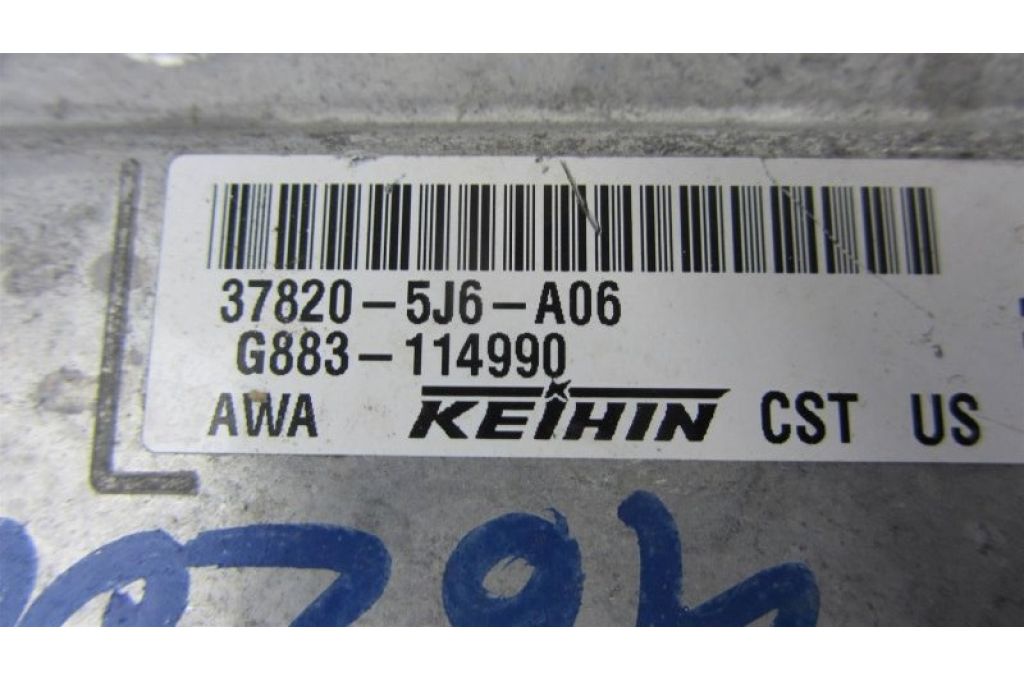 37820-5J6-A06
G883-114990
AWA KEIHIN CST US